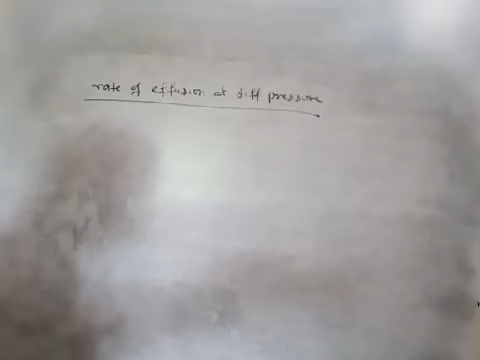 rate of effusion at diff pressure